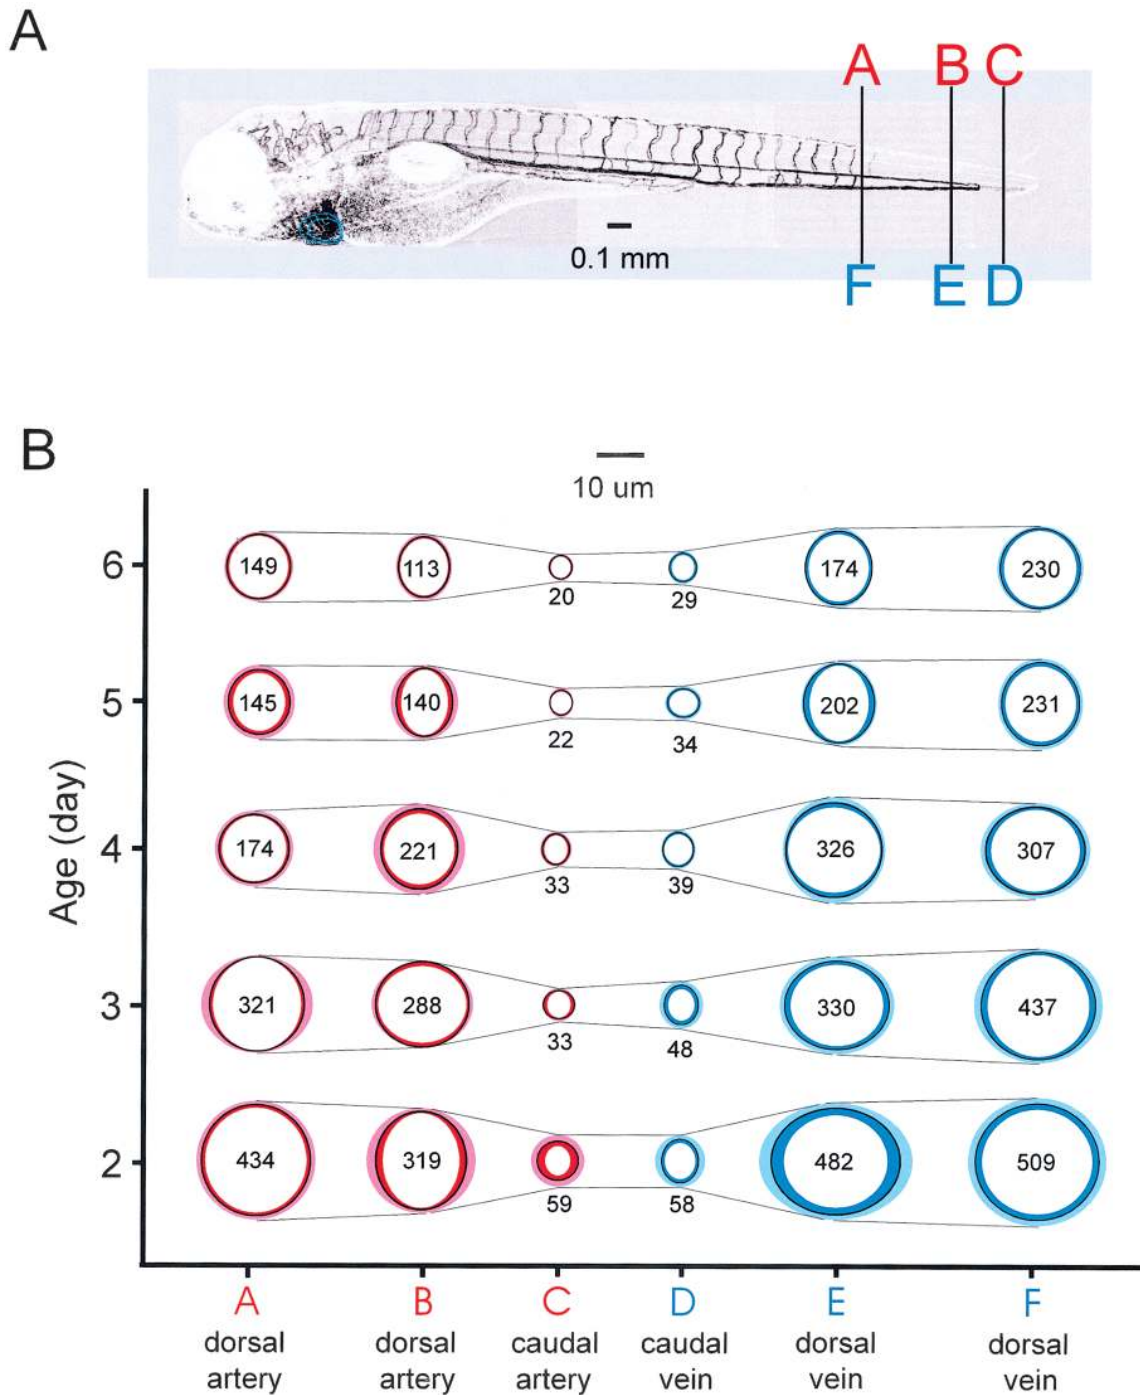 A
A B C
0.1 mm
F E D
B
10 um
Age (day)
6
149 113 20 29 174 230
5
145 140 22 34 202 231
4
174 221 33 39 326 307
3
321 288 33 48 330 437
2
434 319 59 58 482 509
A B C D E F
dorsal dorsal caudal caudal dorsal dorsal
artery artery artery vein vein vein